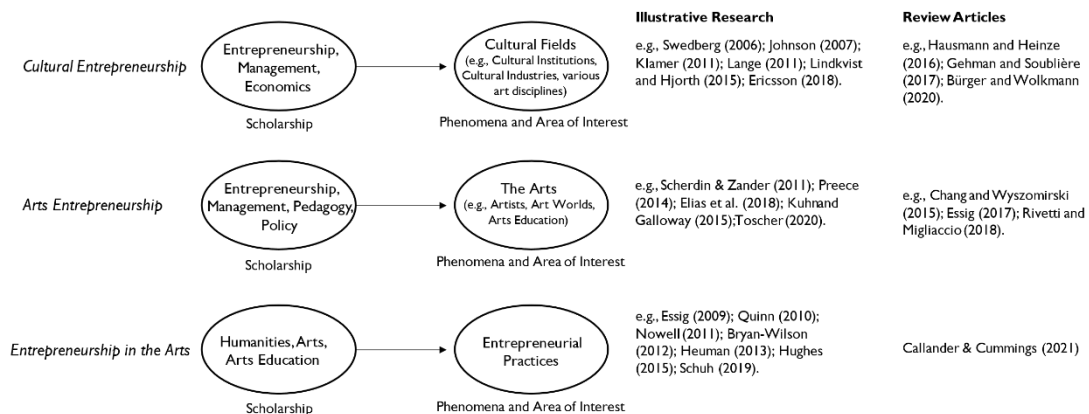 Illustrative Research
Review Articles
Cultural Entrepreneurship
Entrepreneurship,
Management,
Economics
Scholarship
Cultural Fields
(e.g., Cultural Institutions,
Cultural Industries, various
art disciplines)
Phenomena and Area of Interest
e.g., Swedberg (2006); Johnson (2007);
Klamer (2011); Lange (2011); Lindkvist
and Hjorth (2015); Ericsson (2018).
e.g., Hausmann and Heinze
(2016); Gehman and Soublière
(2017); Bürger and Wolkmann
(2020).
Arts Entrepreneurship
Entrepreneurship,
Management, Pedagogy,
Policy
Scholarship
The Arts
(e.g., Artists, Art Worlds,
Arts Education)
Phenomena and Area of Interest
e.g., Scherdin & Zander (2011); Preece
(2014); Elias et al. (2018); Kuhnand
Galloway (2015);Toscher (2020).
e.g., Chang and Wyszomirski
(2015); Essig (2017); Rivetti and
Migliaccio (2018).
Entrepreneurship in the Arts
Humanities, Arts,
Arts Education
Scholarship
Entrepreneurial
Practices
Phenomena and Area of Interest
e.g., Essig (2009); Quinn (2010);
Nowell (2011); Bryan-Wilson
(2012); Heuman (2013); Hughes
(2015); Schuh (2019).
Callander & Cummings (2021)